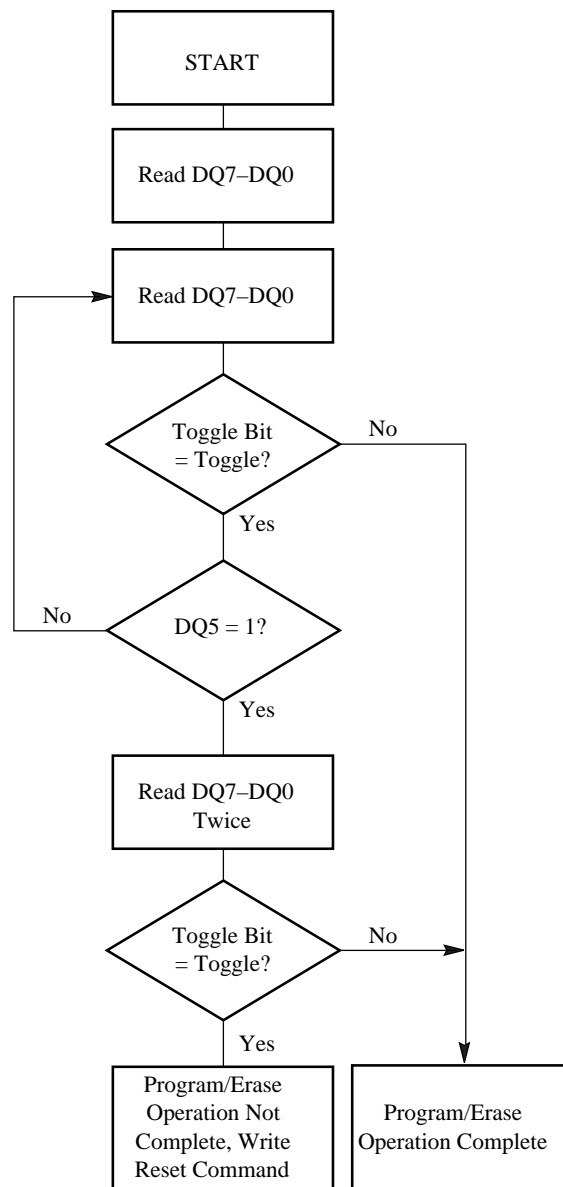 START
Read DQ7–DQ0
Read DQ7–DQ0
Toggle Bit
= Toggle?
No
Yes
DQ5 = 1?
No
Yes
Read DQ7–DQ0
Twice
Toggle Bit
= Toggle?
No
Yes
Program/Erase
Operation Not
Complete, Write
Reset Command
Program/Erase
Operation Complete